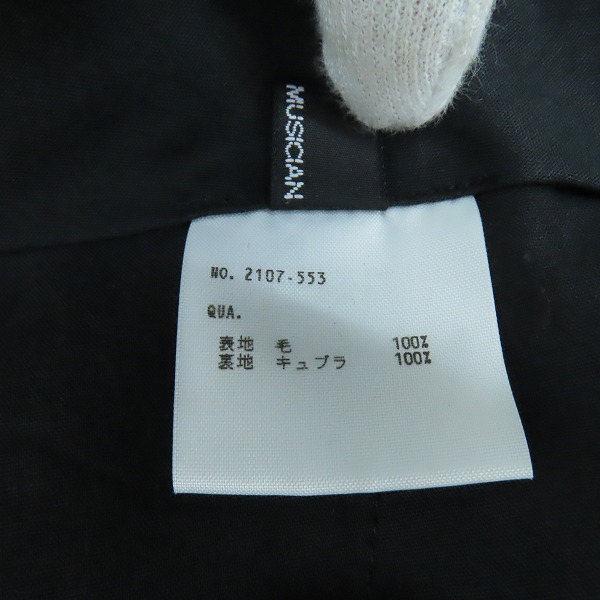 MUSICIAN
NO. 2107-553
QUA.
表地 毛 100%
裏地 キュプラ 100%